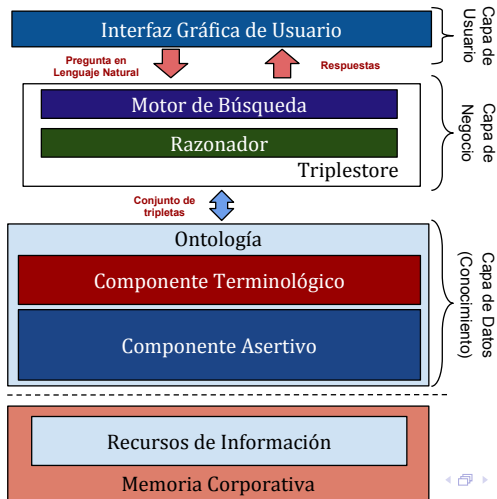 Interfaz Gráfica de Usuario
Capa de
Usuario
Pregunta en
Lenguaje Natural
Respuestas
Motor de Búsqueda
Razonador
Triplestore
Capa de
Negocio
Conjunto de
tripletas
Ontología
Componente Terminológico
Componente Asertivo
Capa de Datos
(Conocimiento)
Recursos de Información
Memoria Corporativa